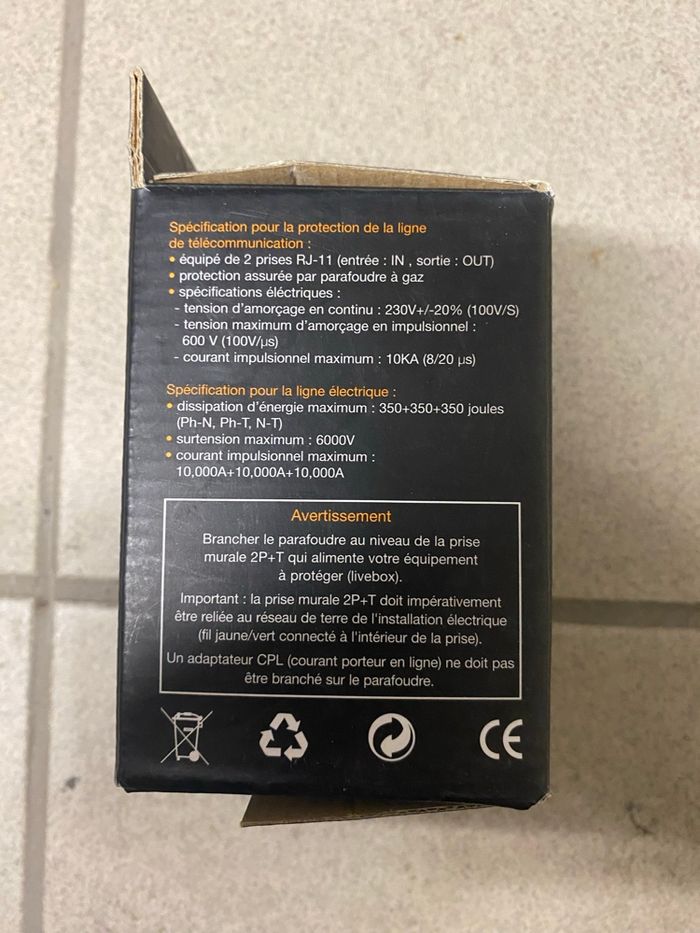 Spécification pour la protection de la ligne
de télécommunication :
• équipé de 2 prises RJ-11 (entrée : IN , sortie : OUT)
• protection assurée par parafoudre à gaz
• spécifications éléctriques :
- tension d'amorçage en continu : 230V+/-20% (100V/S)
- tension maximum d'amorçage en impulsionnel :
600 V (100V/µs)
- courant impulsionnel maximum : 10KA (8/20 µs)
Spécification pour la ligne électrique :
• dissipation d'énergie maximum : 350+350+350 joules
(Ph-N, Ph-T, N-T)
• surtension maximum : 6000V
• courant impulsionnel maximum :
10,000A+10,000A+10,000A
Avertissement
Brancher le parafoudre au niveau de la prise
murale 2P+T qui alimente votre équipement
à protéger (livebox).
Important : la prise murale 2P+T doit impérativement
être reliée au réseau de terre de l'installation électrique
(fil jaune/vert connecté à l'intérieur de la prise).
Un adaptateur CPL (courant porteur en ligne) ne doit pas
être branché sur le parafoudre.
CE